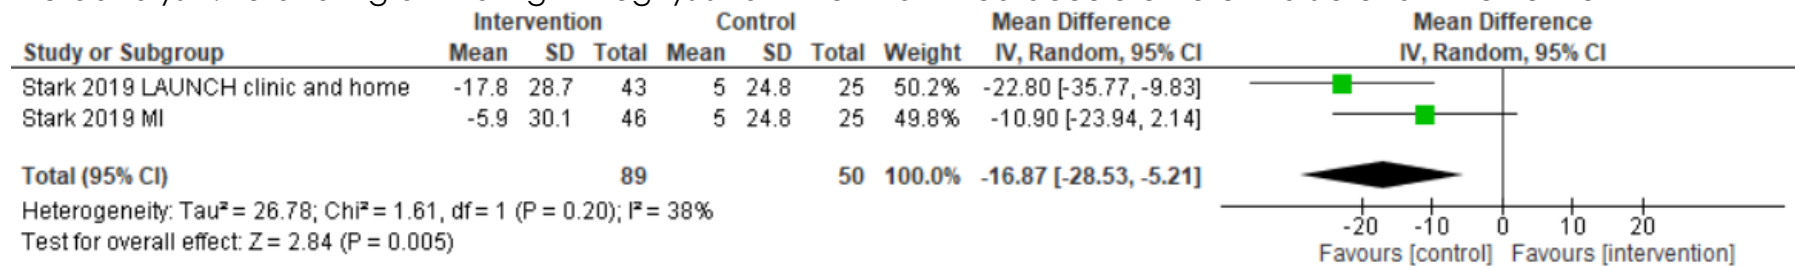 Intervention Control Mean Difference Mean Difference
Study or Subgroup Mean SD Total Mean SD Total Weight IV, Random, 95% CI IV, Random, 95% CI
Stark 2019 LAUNCH clinic and home -17.8 28.7 43 5 24.8 25 50.2% -22.80 [-35.77, -9.83]
Stark 2019 MI -5.9 30.1 46 5 24.8 25 49.8% -10.90 [-23.94, 2.14]
Total (95% CI) 89 50 100.0% -16.87 [-28.53, -5.21]
Heterogeneity: Tau² = 26.78; Chi² = 1.61, df = 1 (P = 0.20); I² = 38%
Test for overall effect: Z = 2.84 (P = 0.005)
-20 -10 0 10 20
Favours [control] Favours [intervention]